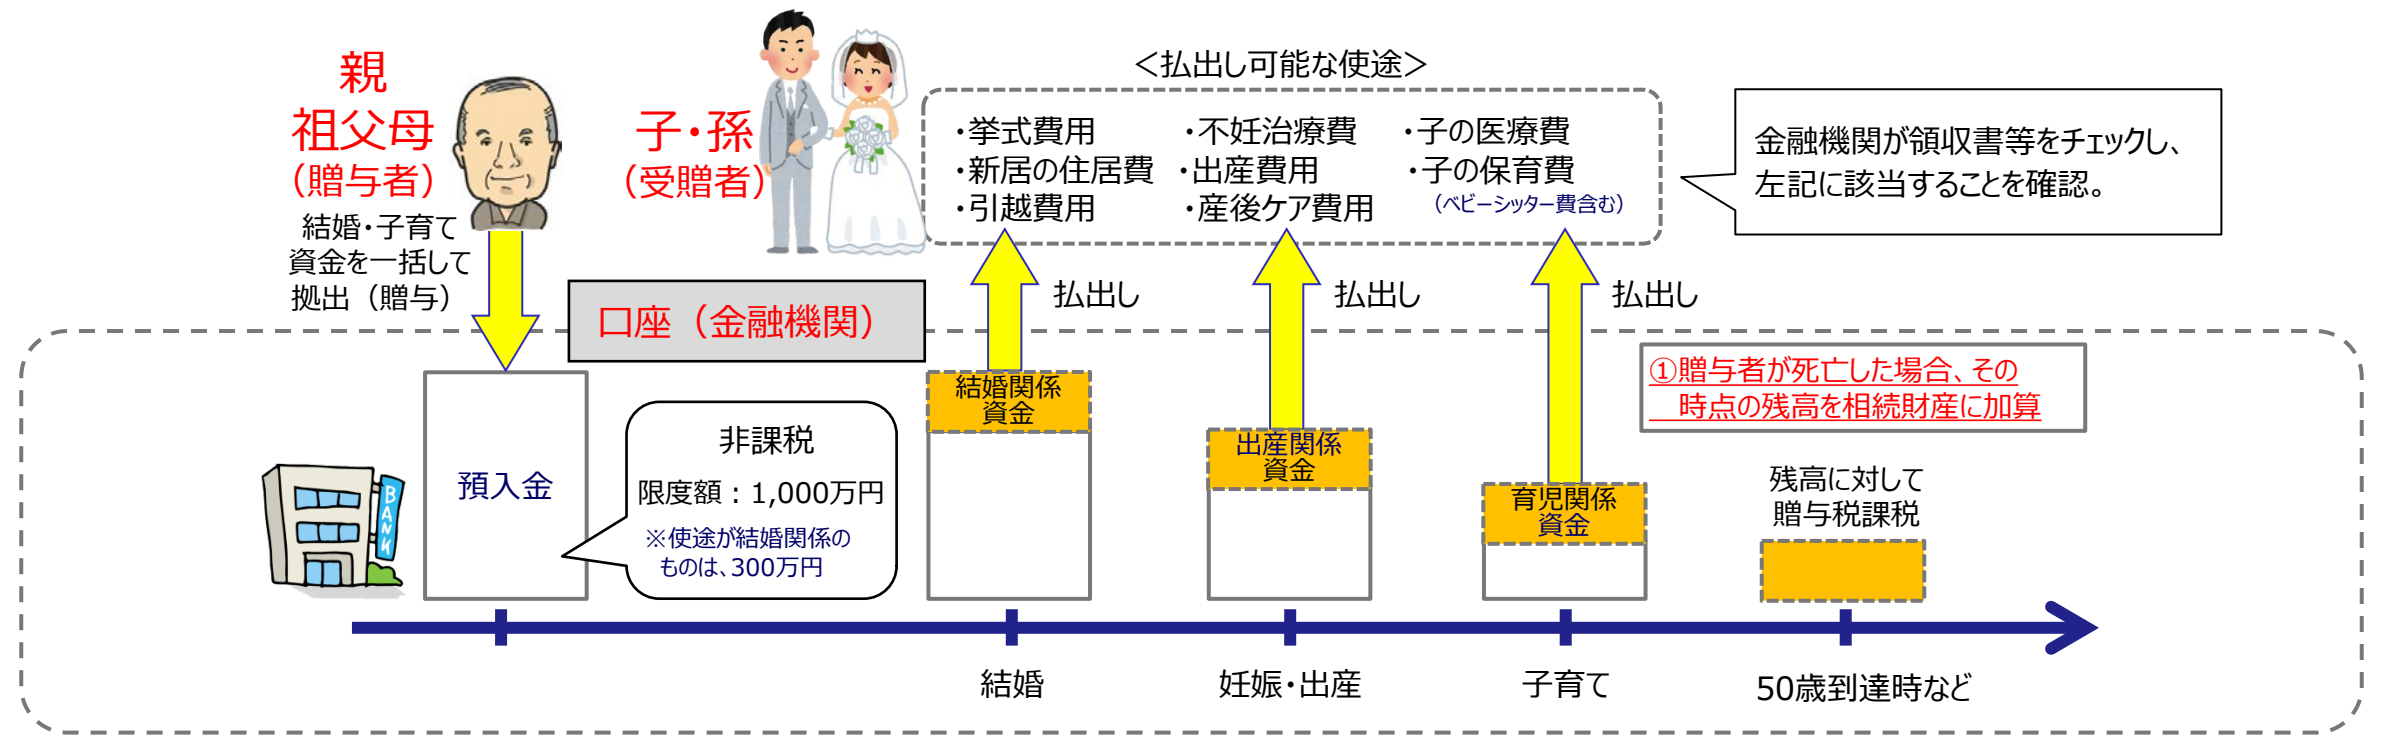 親
祖父母
（贈与者）
結婚・子育て
資金を一括して
拠出（贈与）
子・孫
（受贈者）
＜払出し可能な使途＞
・挙式費用
・新居の住居費
・引越費用
・不妊治療費
・出産費用
・産後ケア費用
・子の医療費
・子の保育費
（ベビーシッター費含む）
金融機関が領収書等をチェックし、
左記に該当することを確認。
口座（金融機関）
払出し
払出し
払出し
BANK
預入金
非課税
限度額：1,000万円
※使途が結婚関係の
ものは、300万円
結婚関係
資金
出産関係
資金
育児関係
資金
①贈与者が死亡した場合、その
時点の残高を相続財産に加算
残高に対して
贈与税課税
結婚
妊娠・出産
子育て
50歳到達時など